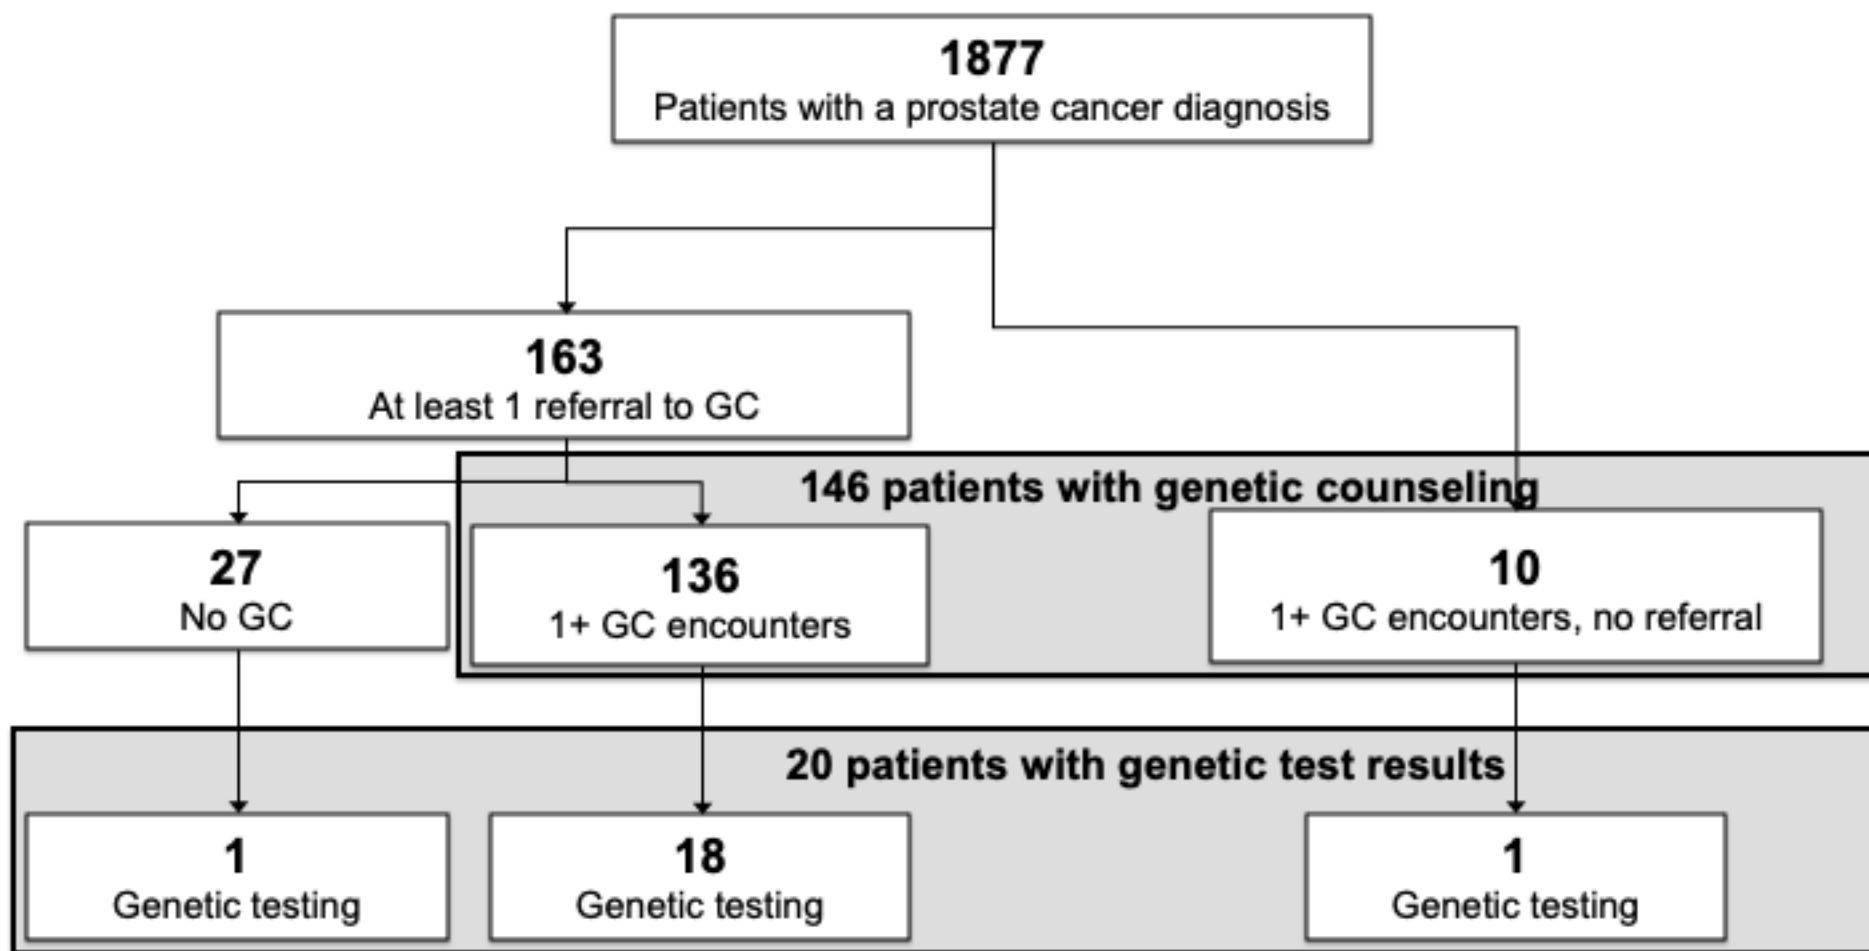 1877
Patients with a prostate cancer diagnosis
163
At least 1 referral to GC
146 patients with genetic counseling
27
No GC
136
1+ GC encounters
10
1+ GC encounters, no referral
20 patients with genetic test results
1
Genetic testing
18
Genetic testing
1
Genetic testing